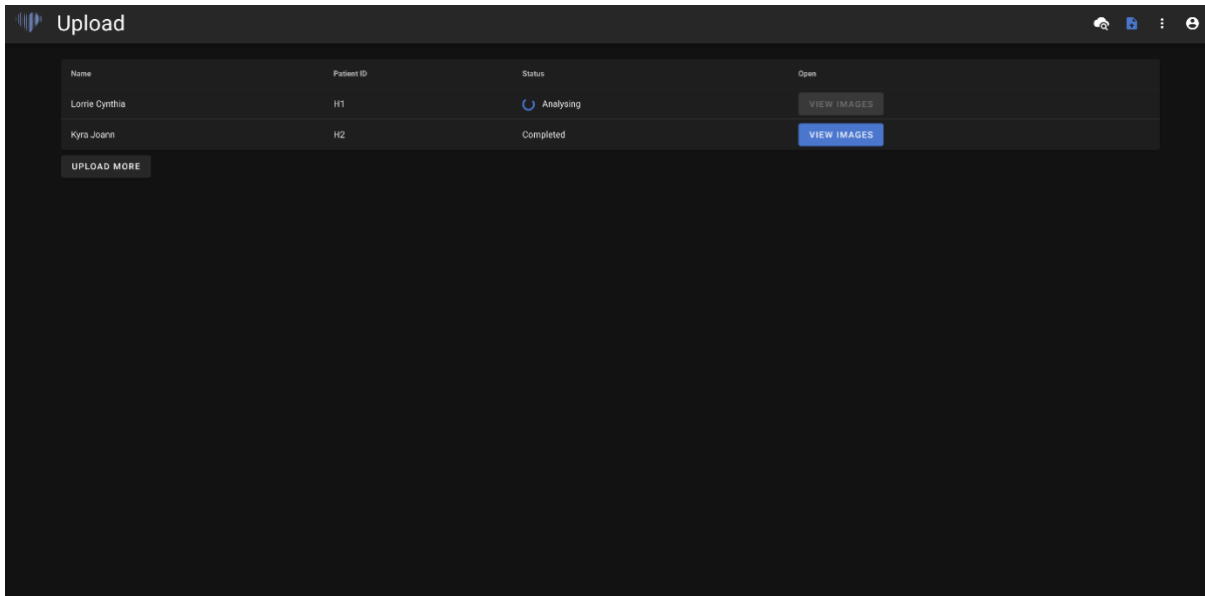 Upload
Name Patient ID Status Open
Lorrie Cynthia H1 Analysing VIEW IMAGES
Kyra Joann H2 Completed VIEW IMAGES
UPLOAD MORE